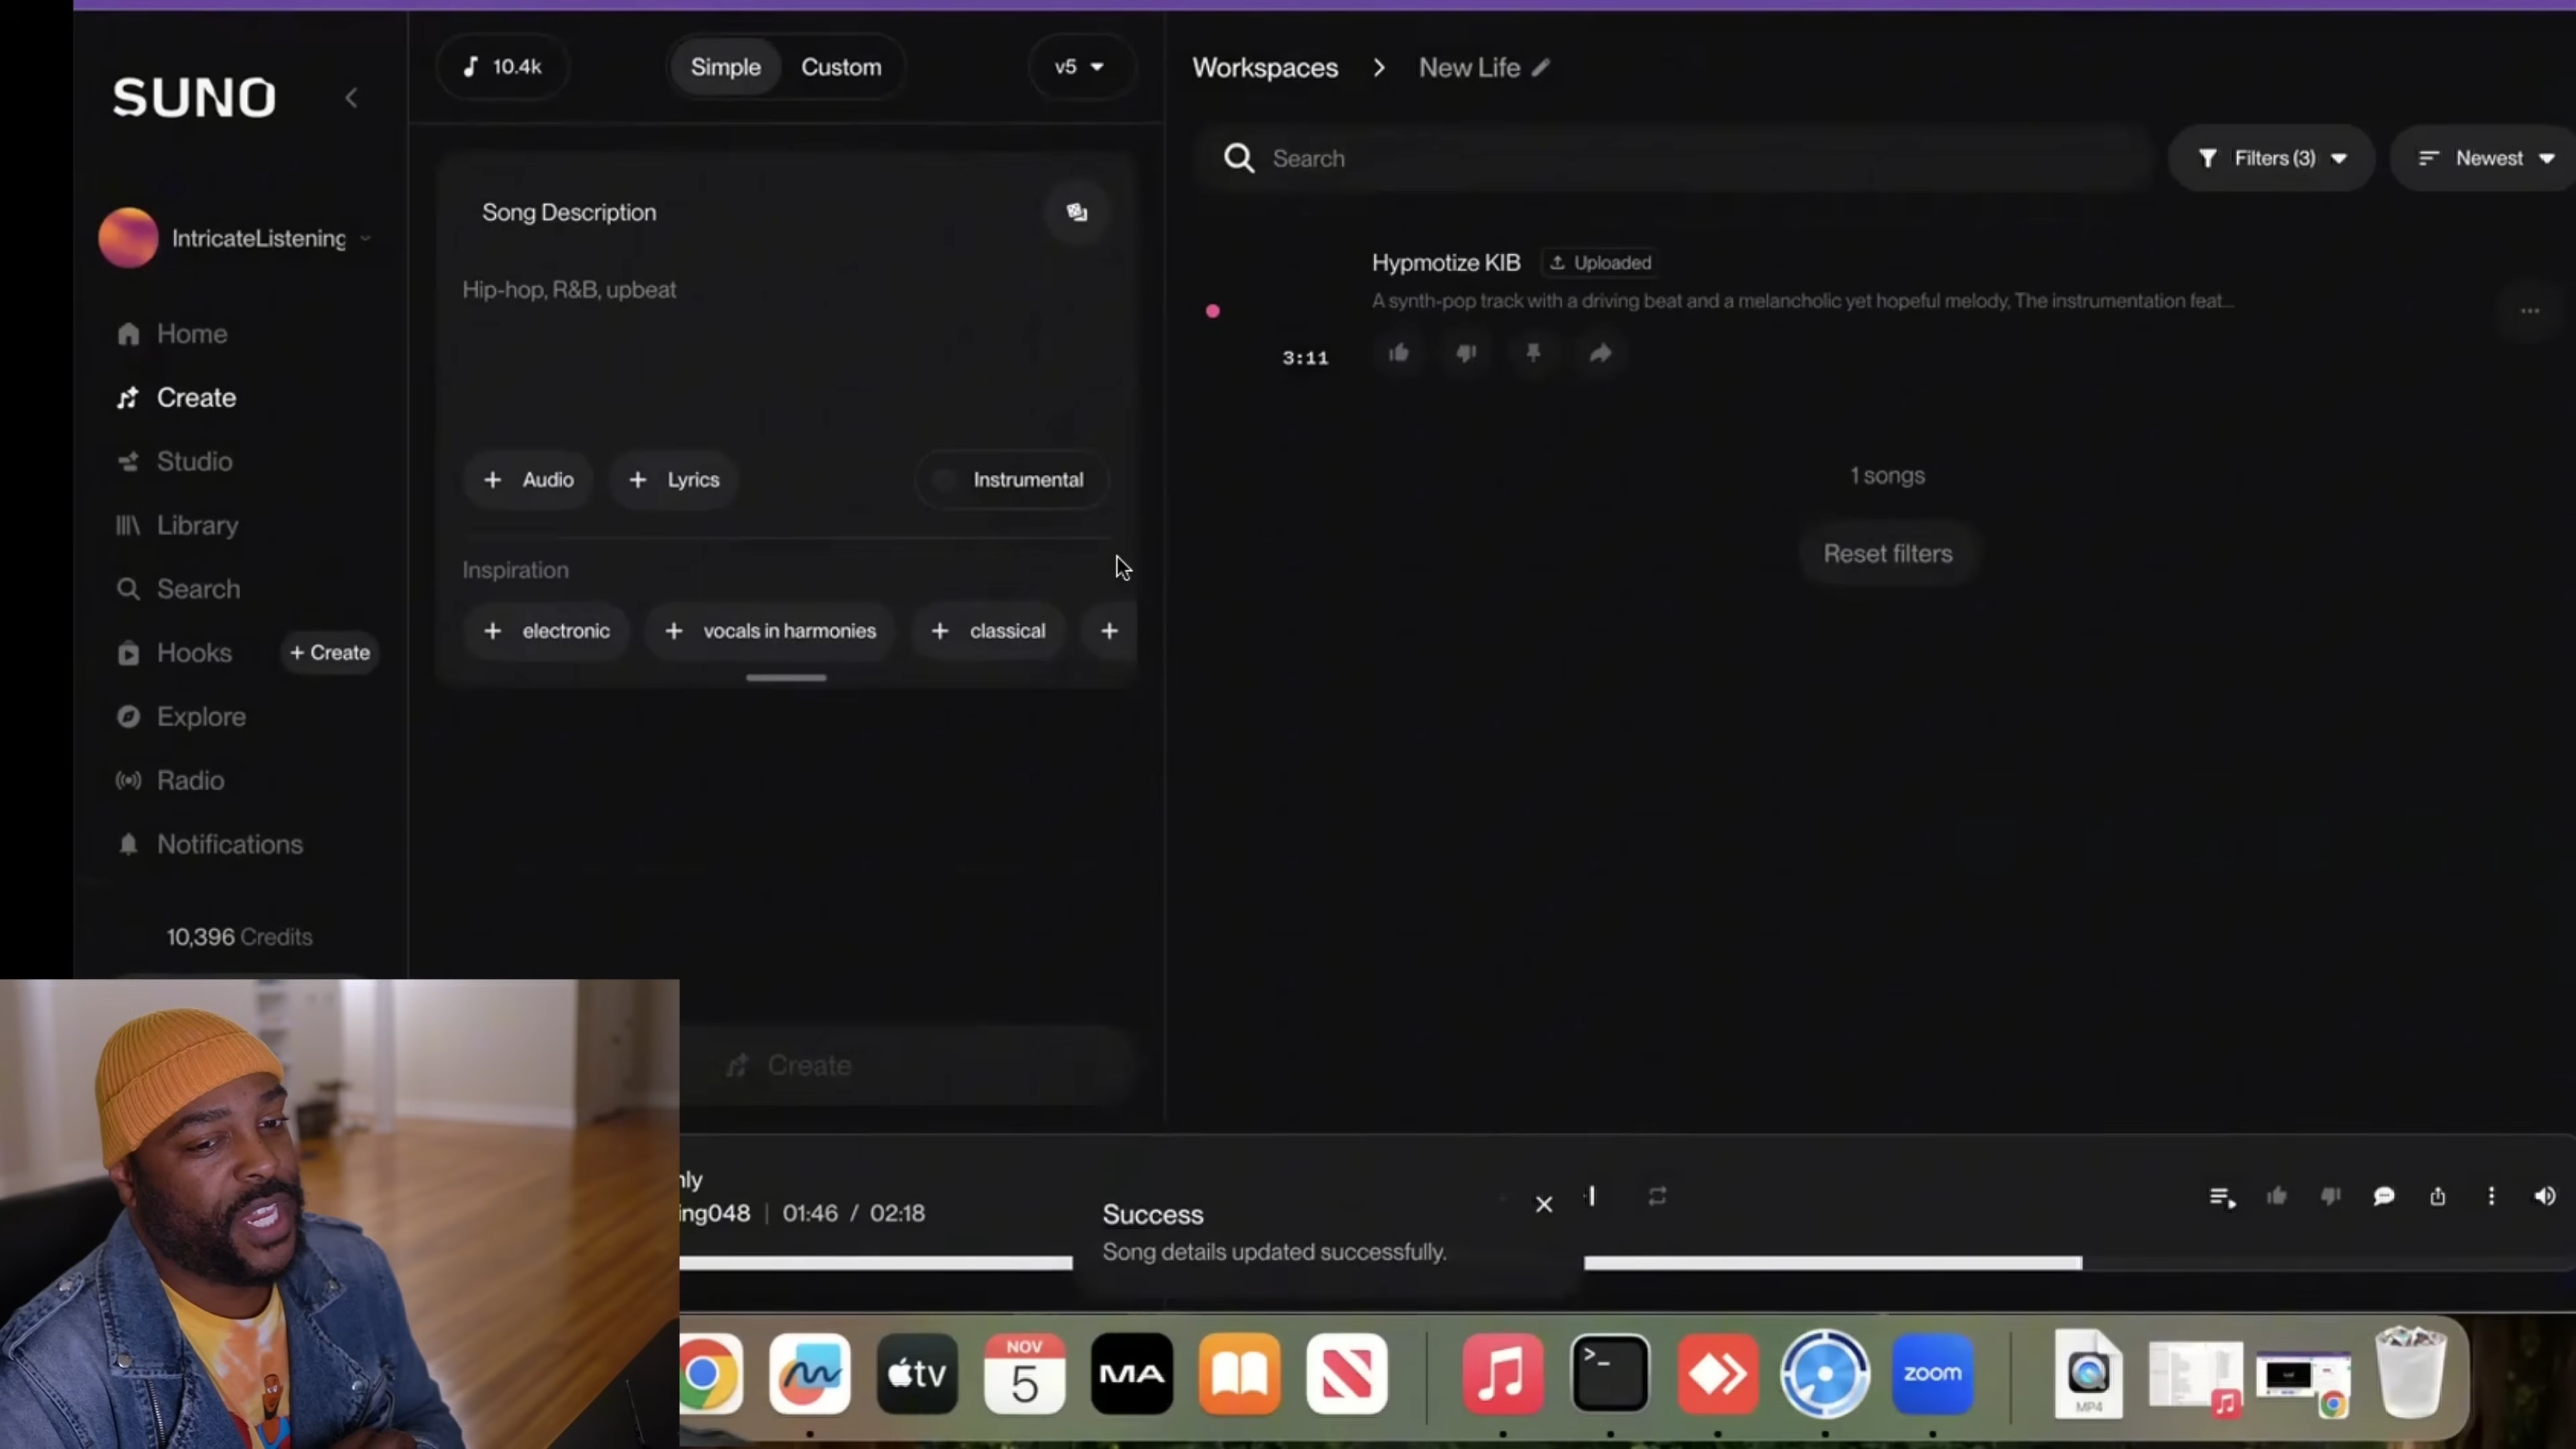 SUNO
IntricateListening
Home
Create
Studio
Library
Search
Hooks
+ Create
Explore
Radio
Notifications
10,396 Credits
10.4k
Simple
Custom
v5
Song Description
Hip-hop, R&B, upbeat
+ Audio
+ Lyrics
Instrumental
Inspiration
+ electronic
+ vocals in harmonies
+ classical
+
Create
Workspaces > New Life
Search
Filters (3)
Newest
Hypmotize KIB
Uploaded
A synth-pop track with a driving beat and a melancholic yet hopeful melody, The instrumentation feat...
3:11
1 songs
Reset filters
nly
ing048 | 01:46 / 02:18
Success
Song details updated successfully.
tv
NOV
5
MA
>_
zoom
MP4